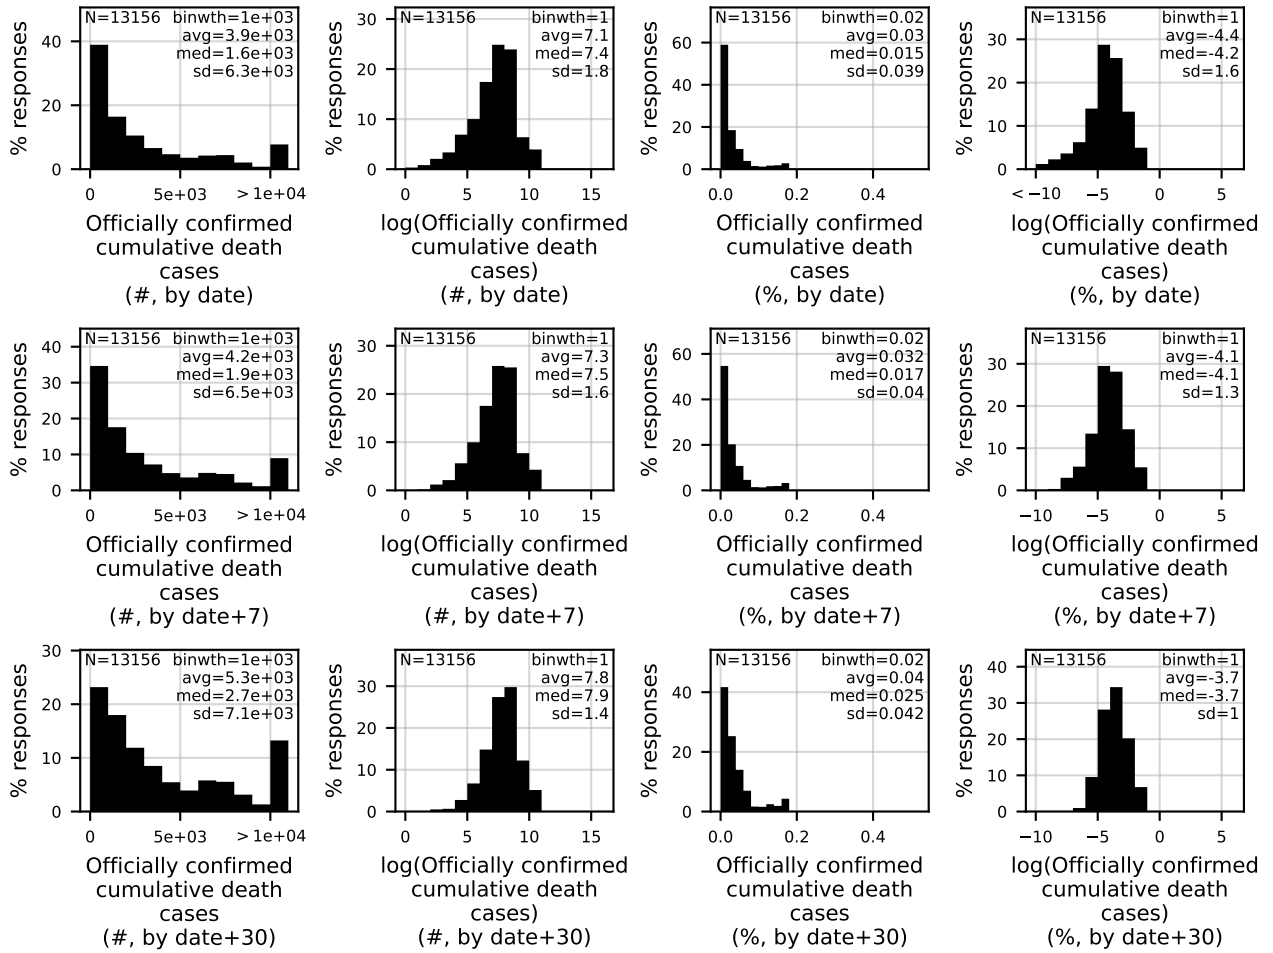 % responses
40
20
0
N=13156 binwth=1e+03
avg=3.9e+03
med=1.6e+03
sd=6.3e+03
0 5e+03 >1e+04
Officially confirmed
cumulative death
cases
(#, by date)
% responses
30
20
10
0
N=13156 binwth=1
avg=7.1
med=7.4
sd=1.8
0 5 10 15
log(Officially confirmed
cumulative death
cases)
(#, by date)
% responses
60
40
20
0
N=13156 binwth=0.02
avg=0.03
med=0.015
sd=0.039
0.0 0.2 0.4
Officially confirmed
cumulative death
cases
(%, by date)
% responses
30
20
10
0
N=13156 binwth=1
avg=-4.4
med=-4.2
sd=1.6
<−10 −5 0 5
log(Officially confirmed
cumulative death
cases)
(%, by date)
% responses
40
30
20
10
0
N=13156 binwth=1e+03
avg=4.2e+03
med=1.9e+03
sd=6.5e+03
0 5e+03 >1e+04
Officially confirmed
cumulative death
cases
(#, by date+7)
% responses
30
20
10
0
N=13156 binwth=1
avg=7.3
med=7.5
sd=1.6
0 5 10 15
log(Officially confirmed
cumulative death
cases)
(#, by date+7)
% responses
60
40
20
0
N=13156 binwth=0.02
avg=0.032
med=0.017
sd=0.04
0.0 0.2 0.4
Officially confirmed
cumulative death
cases
(%, by date+7)
% responses
30
20
10
0
N=13156 binwth=1
avg=-4.1
med=-4.1
sd=1.3
−10 −5 0 5
log(Officially confirmed
cumulative death
cases)
(%, by date+7)
% responses
30
20
10
0
N=13156 binwth=1e+03
avg=5.3e+03
med=2.7e+03
sd=7.1e+03
0 5e+03 >1e+04
Officially confirmed
cumulative death
cases
(#, by date+30)
% responses
30
20
10
0
N=13156 binwth=1
avg=7.8
med=7.9
sd=1.4
0 5 10 15
log(Officially confirmed
cumulative death
cases)
(#, by date+30)
% responses
40
20
0
N=13156 binwth=0.02
avg=0.04
med=0.025
sd=0.042
0.0 0.2 0.4
Officially confirmed
cumulative death
cases
(%, by date+30)
% responses
40
30
20
10
0
N=13156 binwth=1
avg=-3.7
med=-3.7
sd=1
−10 −5 0 5
log(Officially confirmed
cumulative death
cases)
(%, by date+30)